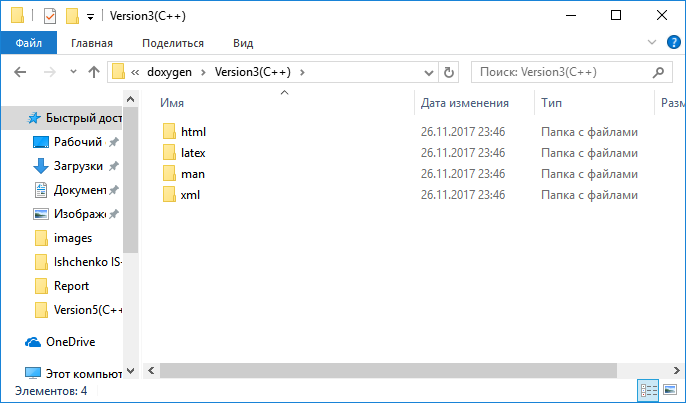 Version3(C++)
Файл Главная Поделиться Вид
doxygen Version3(C++) Поиск: Version3(C++)
Имя Дата изменения Тип Разм
Быстрый дост
Рабочий
Загрузки
Документ
Изображе
images
Ishchenko IS-
Report
Version5(C++
OneDrive
Этот компьют
html 26.11.2017 23:46 Папка с файлами
latex 26.11.2017 23:46 Папка с файлами
man 26.11.2017 23:46 Папка с файлами
xml 26.11.2017 23:46 Папка с файлами
Элементов: 4